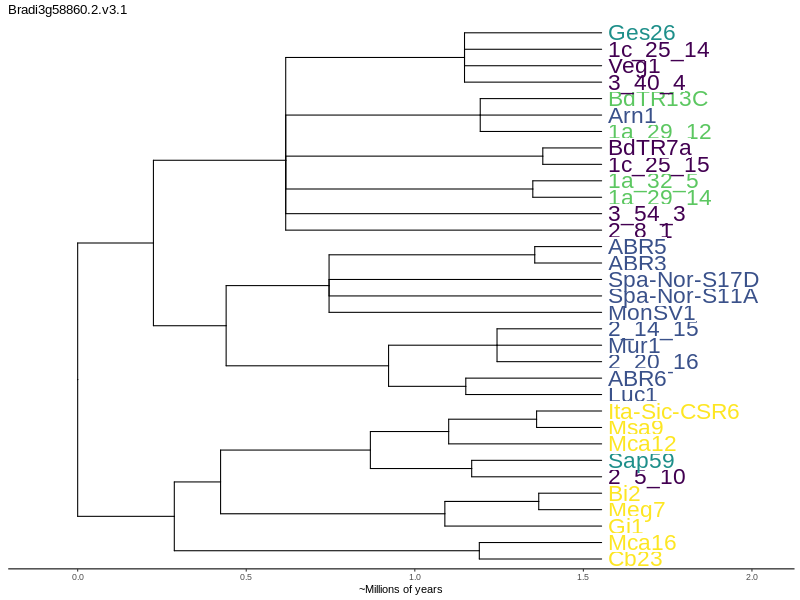 Bradi3g58860.2.v3.1
Ges26
1c_25_14
Veg1
3_40_4
BdTR13C
Arn1
1a_29_12
BdTR7a
1c_25_15
1a_32_5
1a_29_14
3_54_3
2_8_1
ABR5
ABR3
Spa-Nor-S17D
Spa-Nor-S11A
MonSV1
2_14_15
Mur1
2_20_16
ABR6
Luc1
Ita-Sic-CSR6
Msa9
Mca12
Sap59
2_5_10
Bi2
Meg7
Gi1
Mca16
Cb23
0.0 0.5 1.0 1.5 2.0
~Millions of years